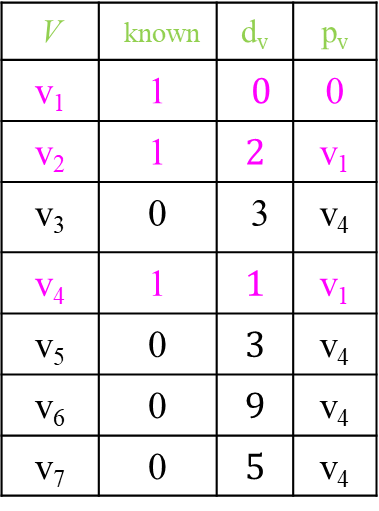 V known dv pv
v1 1 0 0
v2 1 2 v1
v3 0 3 v4
v4 1 1 v1
v5 0 3 v4
v6 0 9 v4
v7 0 5 v4